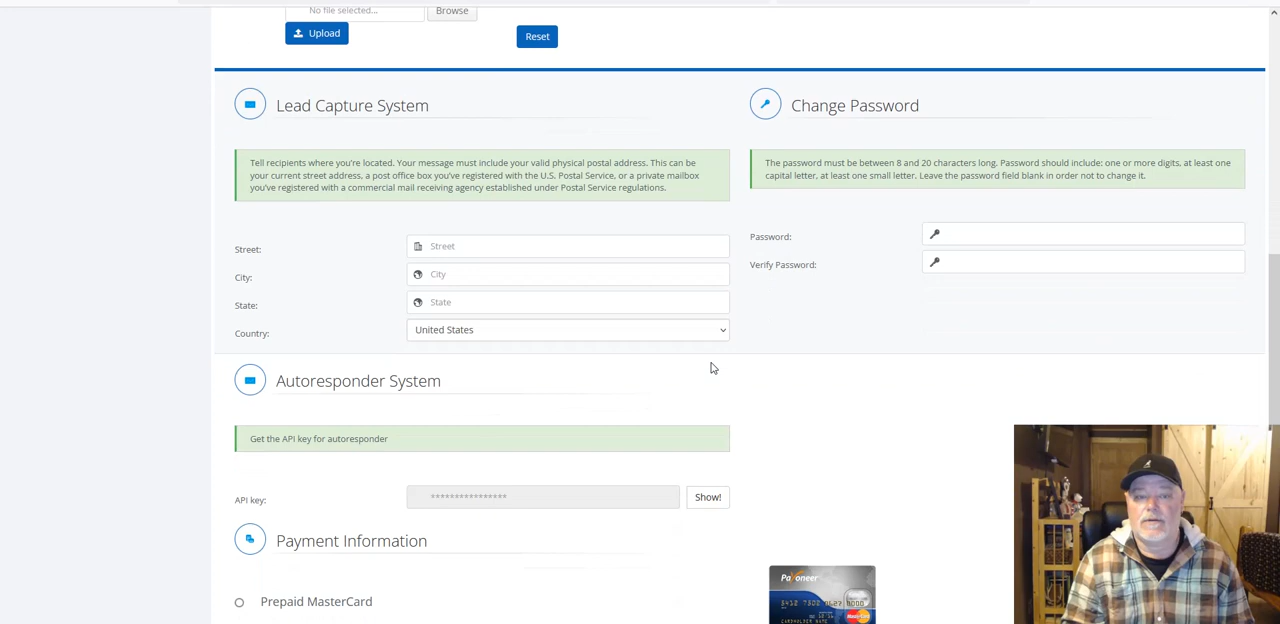 No file selected...
Browse
Upload
Reset
Lead Capture System
Tell recipients where you're located. Your message must include your valid physical postal address. This can be
your current street address, a post office box you've registered with the U.S. Postal Service, or a private mailbox
you've registered with a commercial mail receiving agency established under Postal Service regulations.
Street:
Street
City:
City
State:
State
Country:
United States
Change Password
The password must be between 8 and 20 characters long. Password should include: one or more digits, at least one
capital letter, at least one small letter. Leave the password field blank in order not to change it.
Password:
Verify Password:
Autoresponder System
Get the API key for autoresponder
API key:
****************
Show!
Payment Information
Prepaid MasterCard
Payoneer
MasterCard
CARDHOLDER NAME